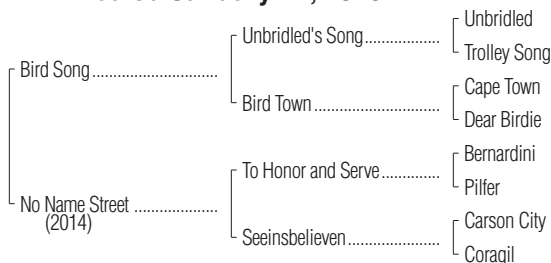 Unbridled
Unbridled's Song
Trolley Song
Bird Song
Cape Town
Bird Town
Dear Birdie
Bernardini
To Honor and Serve
Pilfer
No Name Street
(2014)
Carson City
Seeinsbelieven
Coragil